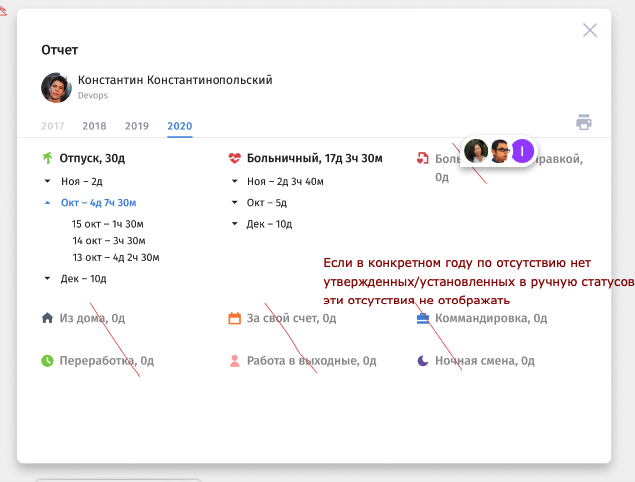 Отчет
Константин Константинопольский
Devops
2017 2018 2019 2020
Отпуск, 30д
Ноя – 2д
Окт – 4д 7ч 30м
15 окт – 1ч 30м
14 окт – 3ч 30м
13 окт – 4д 2ч 30м
Дек – 10д
Больничный, 17д 3ч 30м
Ноя – 2д 3ч 40м
Окт – 5д
Дек – 10д
I
0д
Если в конкретном году по отсутствию нет
утвержденных/установленных в ручную статусов
эти отсутствия не отображать
Из дома, 0д
За свой счет, 0д
Командировка, 0д
Переработка, 0д
Работа в выходные, 0д
Ночная смена, 0д